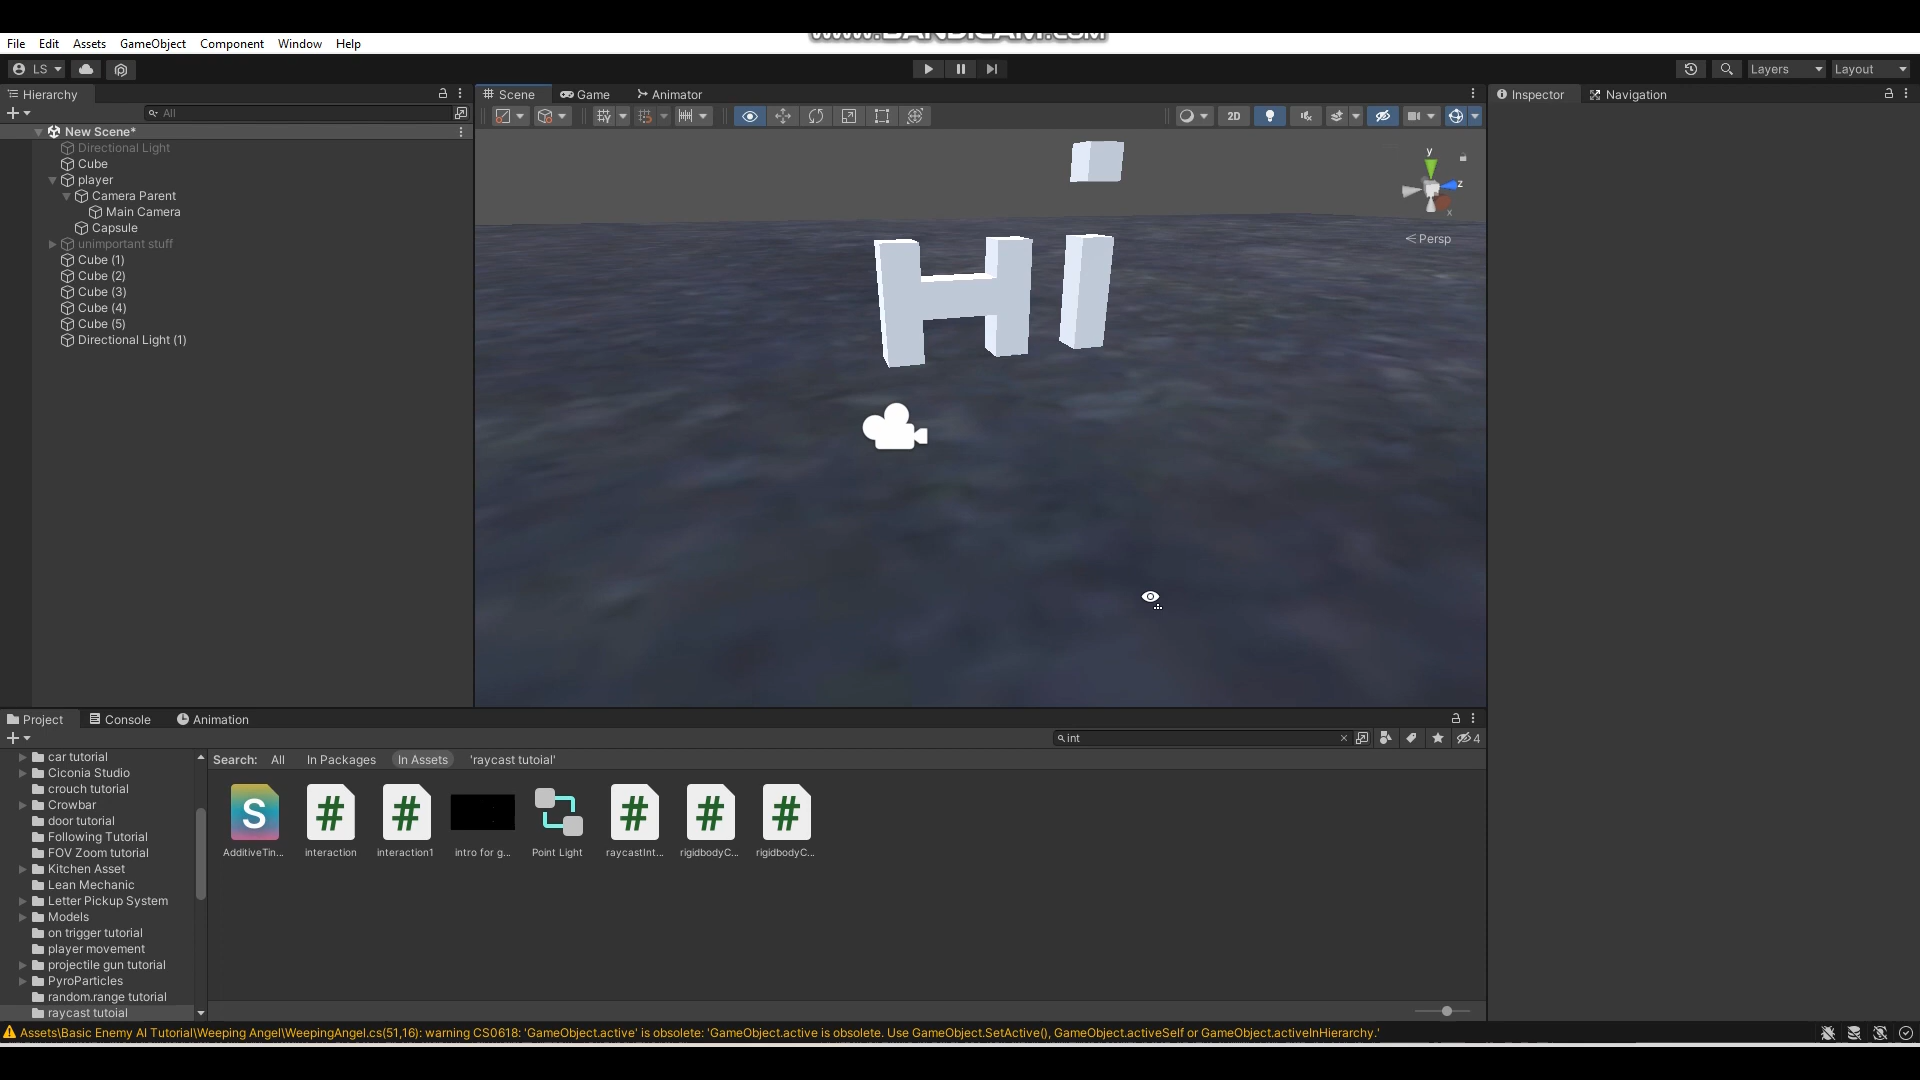 www.BANDICAM.com
File Edit Assets GameObject Component Window Help
LS Layers Layout
Hierarchy Scene Game Animator Inspector Navigation
All 2D
New Scene*
Directional Light
Cube
player
Camera Parent
Main Camera
Capsule
unimportant stuff
Cube (1)
Cube (2)
Cube (3)
Cube (4)
Cube (5)
Directional Light (1)
y
z
x
Persp
HI
Project Console Animation
int 4
Search: All In Packages In Assets 'raycast tutoial'
car tutorial
Ciconia Studio
crouch tutorial
Crowbar
door tutorial
Following Tutorial
FOV Zoom tutorial
Kitchen Asset
Lean Mechanic
Letter Pickup System
Models
on trigger tutorial
player movement
projectile gun tutorial
PyroParticles
random.range tutorial
raycast tutoial
S # # # # #
AdditiveTin... interaction interaction1 intro for g... Point Light raycastInt... rigidbodyC... rigidbodyC...
Assets\Basic Enemy AI Tutorial\Weeping Angel\WeepingAngel.cs(51,16): warning CS0618: 'GameObject.active' is obsolete: 'GameObject.active is obsolete. Use GameObject.SetActive(), GameObject.activeSelf or GameObject.activeInHierarchy.'